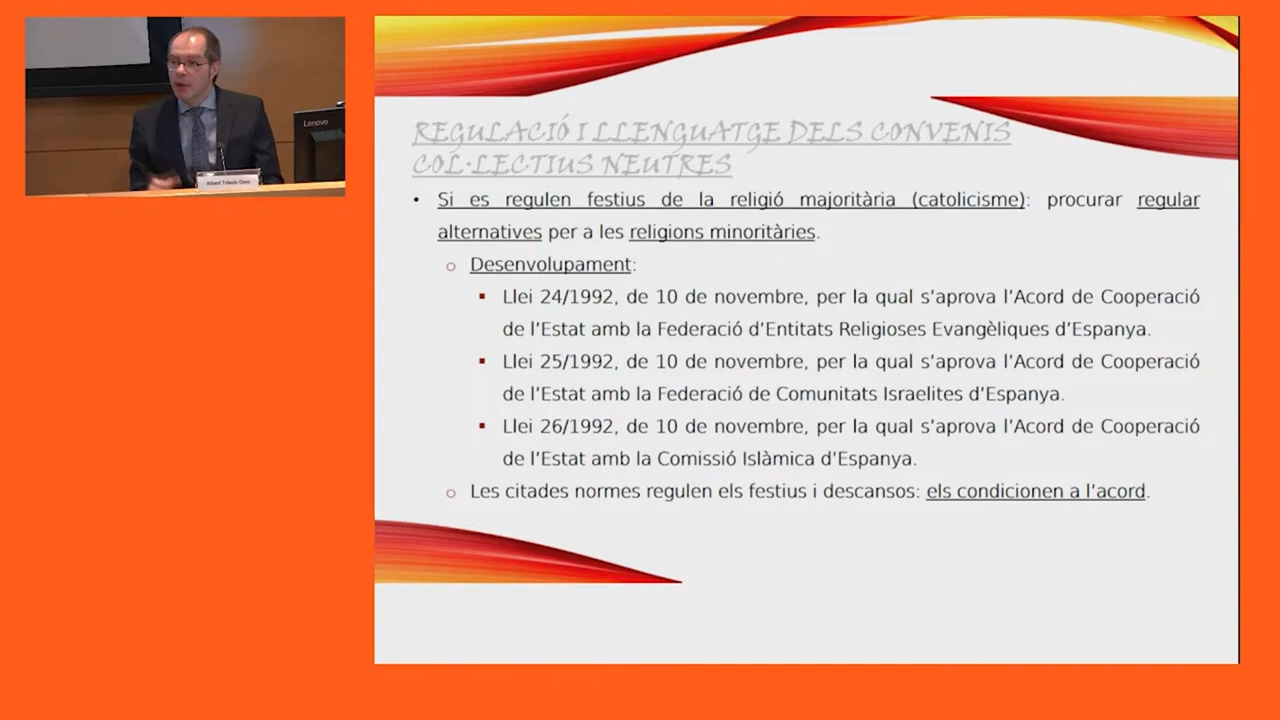 Lenovo
Albert Toledo Oms
REGULACIÓ I LLENGUATGE DELS CONVENIS
COL·LECTIUS NEUTRES
• Si es regulen festius de la religió majoritària (catolicisme): procurar regular
alternatives per a les religions minoritàries.
o Desenvolupament:
▪ Llei 24/1992, de 10 de novembre, per la qual s’aprova l’Acord de Cooperació
de l’Estat amb la Federació d’Entitats Religioses Evangèliques d’Espanya.
▪ Llei 25/1992, de 10 de novembre, per la qual s’aprova l’Acord de Cooperació
de l’Estat amb la Federació de Comunitats Israelites d’Espanya.
▪ Llei 26/1992, de 10 de novembre, per la qual s’aprova l’Acord de Cooperació
de l’Estat amb la Comissió Islàmica d’Espanya.
o Les citades normes regulen els festius i descansos: els condicionen a l’acord.